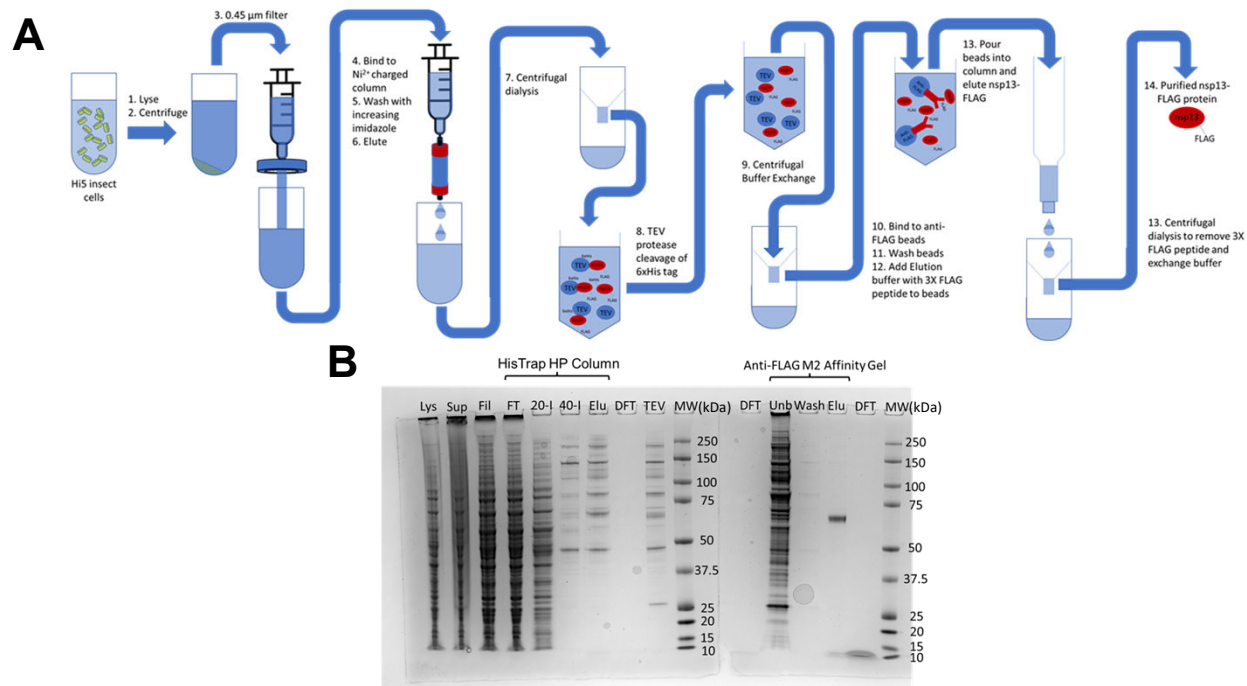 A
3. 0.45 µm filter
1. Lyse
2. Centrifuge
Hi5 insect
cells
4. Bind to
Ni²⁺ charged
column
5. Wash with
increasing
imidazole
6. Elute
7. Centrifugal
dialysis
8. TEV
protease
cleavage of
6xHis tag
9. Centrifugal
Buffer Exchange
10. Bind to anti-
FLAG beads
11. Wash beads
12. Add Elution
buffer with 3X FLAG
peptide to beads
13. Pour
beads into
column and
elute nsp13-
FLAG
14. Purified nsp13-
FLAG protein
nsp13
FLAG
13. Centrifugal
dialysis to remove 3X
FLAG peptide and
exchange buffer
TEV
TEV
TEV
TEV
TEV
TEV
TEV
TEV
TEV
B
HisTrap HP Column
Anti-FLAG M2 Affinity Gel
Lys Sup Fil FT 20-I 40-I Elu DFT TEV MW(kDa)
DFT Unb Wash Elu DFT MW(kDa)
250 250
150 150
100 100
75 75
50 50
37.5 37.5
25 25
20 20
15 15
10 10